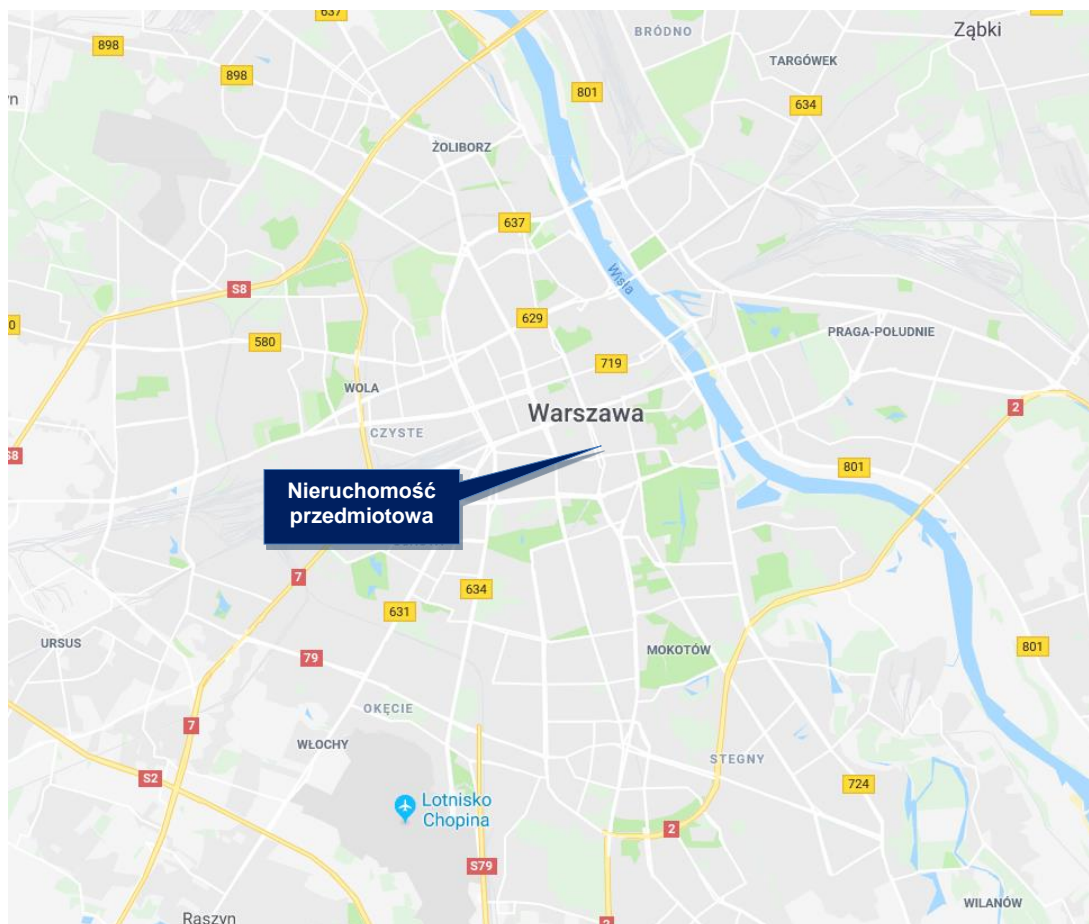 637
BRÓDNO
Ząbki
898
TARGÓWEK
898
801
634
ŻOLIBORZ
637
Wisła
S8
629
PRAGA-POŁUDNIE
580
719
WOLA
2
Warszawa
CZYSTE
S8
801
Nieruchomość
przedmiotowa
7
634
631
URSUS
MOKOTÓW
801
79
OKĘCIE
7
WŁOCHY
STEGNY
S2
724
Lotnisko
Chopina
2
S79
WILANÓW
Raszyn
2